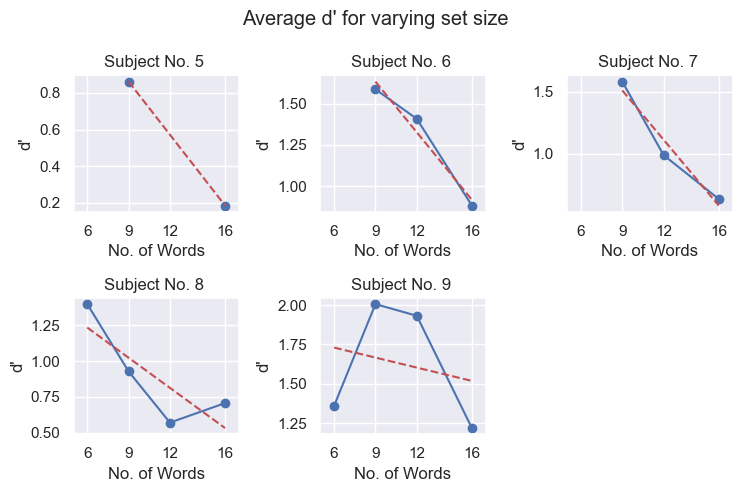 Average d' for varying set size
Subject No. 5
d'
0.8
0.6
0.4
0.2
6 9 12 16
No. of Words
Subject No. 6
d'
1.50
1.25
1.00
6 9 12 16
No. of Words
Subject No. 7
d'
1.5
1.0
6 9 12 16
No. of Words
Subject No. 8
d'
1.25
1.00
0.75
0.50
6 9 12 16
No. of Words
Subject No. 9
d'
2.00
1.75
1.50
1.25
6 9 12 16
No. of Words